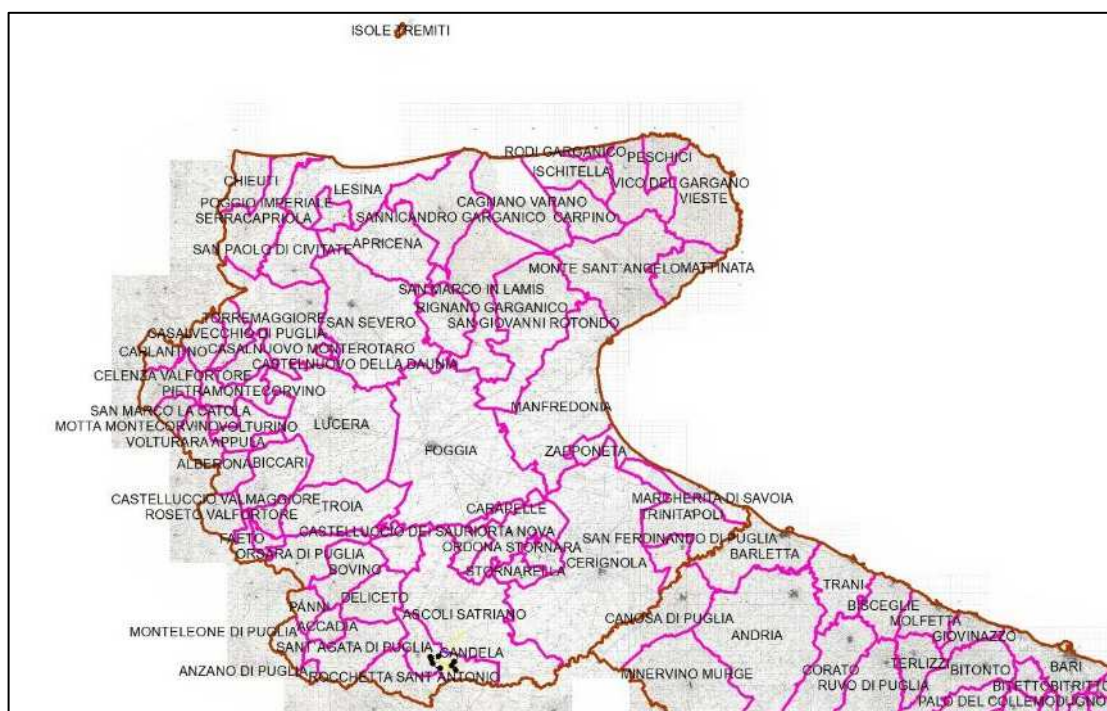 ISOLE TREMITI
RODI GARGANICO
PESCHICI
ISCHITELLA
CHIEUTI
LESINA
VICO DEL GARGANO
VIESTE
POGGIO IMPERIALE
CAGNANO VARANO
SERRACAPRIOLA
SANNICANDRO GARGANICO
CARPINO
SAN PAOLO DI CIVITATE
APRICENA
MONTE SANT'ANGELO
MATTINATA
SAN MARCO IN LAMIS
RIGNANO GARGANICO
TORREMAGGIORE
SAN SEVERO
SAN GIOVANNI ROTONDO
CASALVECCHIO DI PUGLIA
CARLANTINO
CASALNUOVO MONTEROTARO
CASTELNUOVO DELLA DAUNIA
CELENZA VALFORTORE
PIETRAMONTECORVINO
SAN MARCO LA CATOLA
MANFREDONIA
MOTTA MONTECORVINO
VOLTURINO
LUCERA
VOLTURARA APPULA
FOGGIA
ZAPPONETA
ALBERONA
BICCARI
CASTELLUCCIO VALMAGGIORE
MARGHERITA DI SAVOIA
TROIA
CARAPELLE
ROSETO VALFORTORE
TRINITAPOLI
CASTELLUCCIO DEI SAURI
ORTA NOVA
FAETO
SAN FERDINANDO DI PUGLIA
ORSARA DI PUGLIA
ORDONA
STORNARA
BARLETTA
BOVINO
STORNARELLA
CERIGNOLA
TRANI
DELICETO
BISCEGLIE
PANNI
ASCOLI SATRIANO
CANOSA DI PUGLIA
MOLFETTA
ACCADIA
MONTELEONE DI PUGLIA
ANDRIA
GIOVINAZZO
SANT'AGATA DI PUGLIA
CANDELA
TERLIZZI
BARI
ANZANO DI PUGLIA
ROCCHETTA SANT'ANTONIO
MINERVINO MURGE
CORATO
BITONTO
RUVO DI PUGLIA
BITETTO
BITRITTO
PALO DEL COLLE
MODUGNO